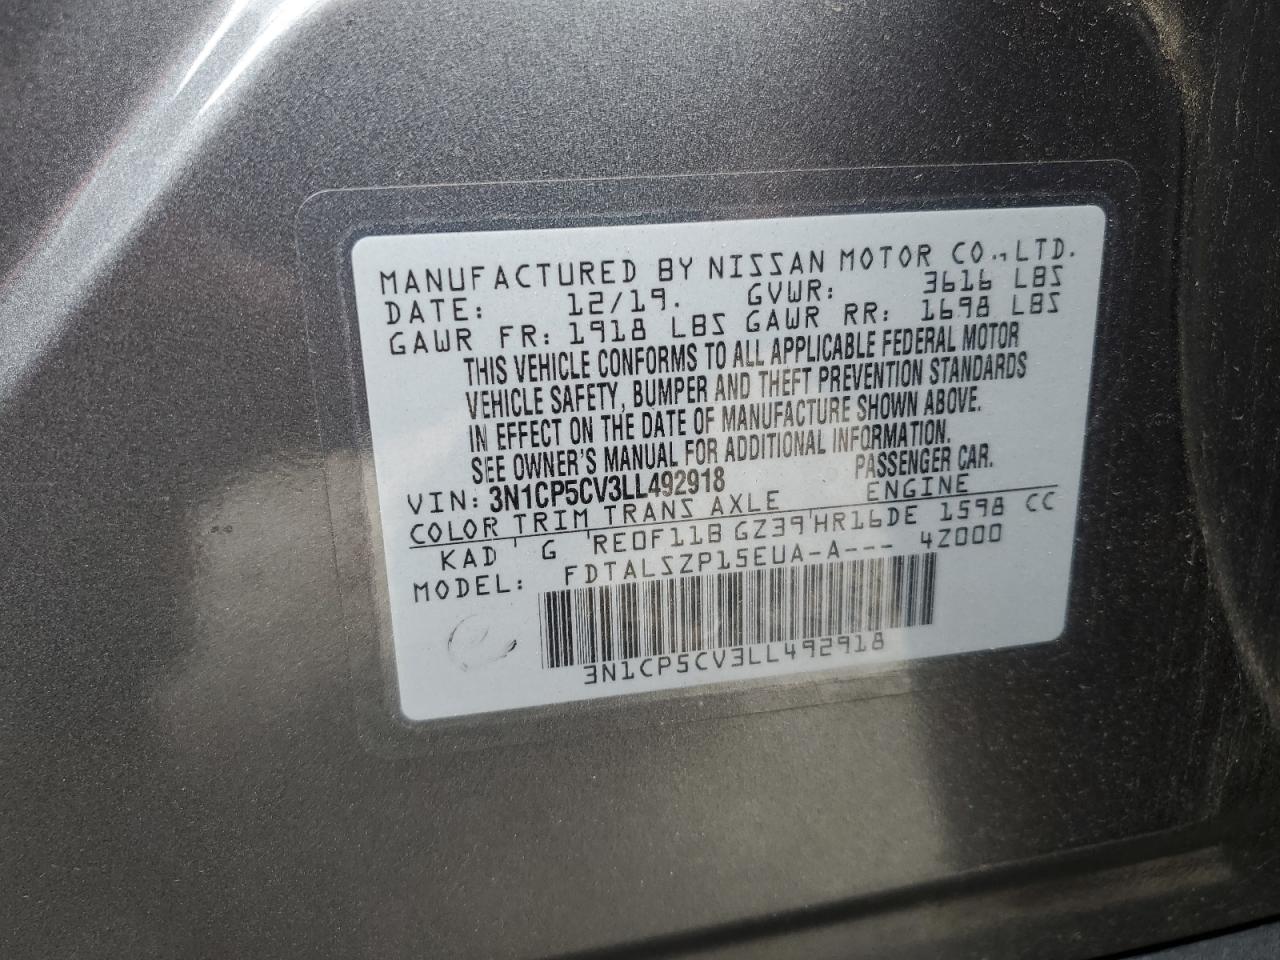 MANUFACTURED BY NISSAN MOTOR CO., LTD.
DATE: 12/19. GVWR: 3616 LBS
GAWR FR: 1918 LBS GAWR RR: 1698 LBS
THIS VEHICLE CONFORMS TO ALL APPLICABLE FEDERAL MOTOR
VEHICLE SAFETY, BUMPER AND THEFT PREVENTION STANDARDS
IN EFFECT ON THE DATE OF MANUFACTURE SHOWN ABOVE.
SEE OWNER'S MANUAL FOR ADDITIONAL INFORMATION.
VIN: 3N1CP5CV3LL492918 PASSENGER CAR.
COLOR TRIM TRANS AXLE ENGINE
KAD G RE0F11B GZ39 HR16DE 1598 CC
MODEL: FDTALSZP15EUA-A--- 4Z000
3N1CP5CV3LL492918